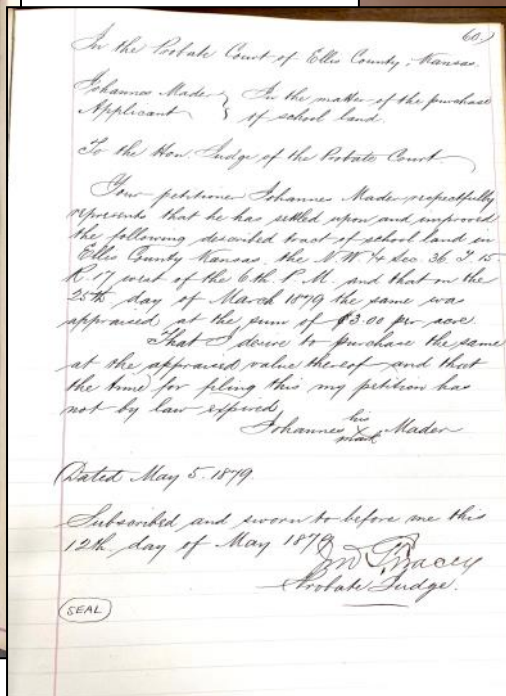 60)
In the Probate Court of Ellis County, Kansas.
Johannes Mader } In the matter of the purchase
Applicant } of school land.
To the Hon. Judge of the Probate Court
Your petitioner Johannes Mader respectfully
represents that he has settled upon and improved
the following described tract of school land in
Ellis County Kansas. the N W 1/4 Sec. 36 T 15
R. 17 west of the 6th. P. M. and that on the
25th day of March 1879 the same was
appraised at the sum of $3.00 per acre.
That I desire to purchase the same
at the appraised value thereof and that
the time for filing this my petition has
not by law expired
his
Johannes Mader
mark
Dated May 5. 1879.
Subscribed and sworn to before me this
12th day of May 1879
Tracey
Probate Judge.
SEAL